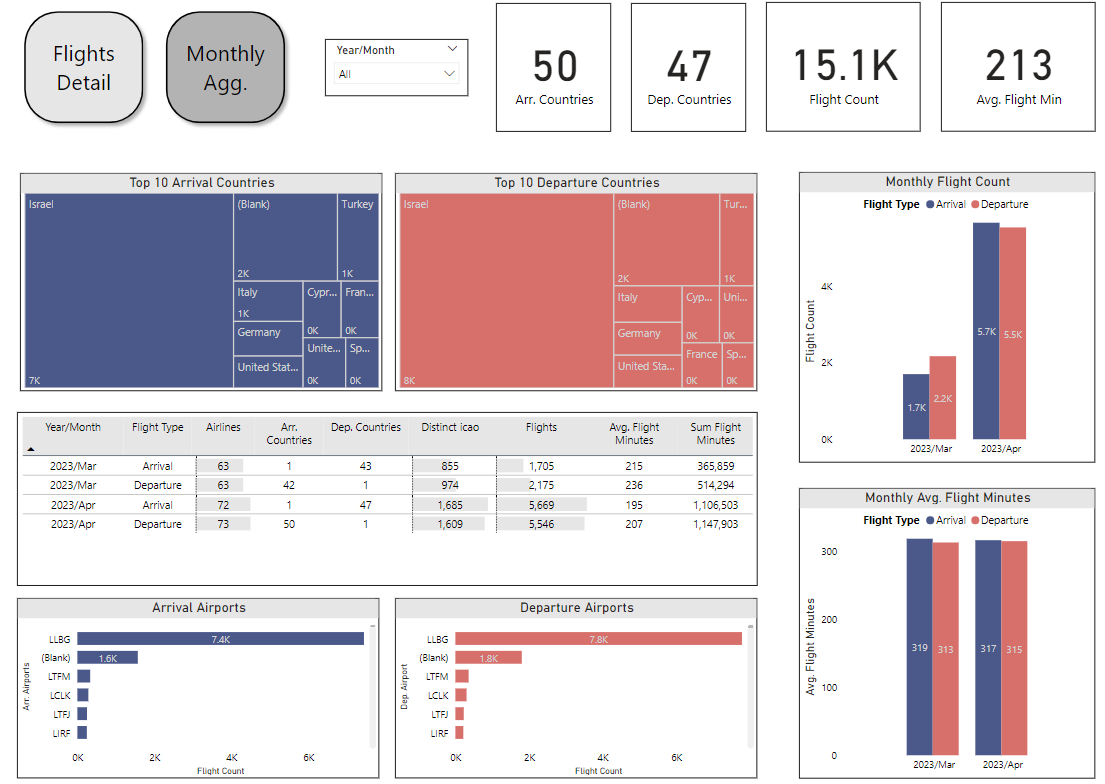 Flights
Detail
Monthly
Agg.
Year/Month
All
50
Arr. Countries
47
Dep. Countries
15.1K
Flight Count
213
Avg. Flight Min
Top 10 Arrival Countries
Israel
7K
(Blank)
2K
Turkey
1K
Italy
1K
Germany
United Stat...
Cypr...
0K
Fran...
0K
Unite...
0K
Sp...
0K
Top 10 Departure Countries
Israel
8K
(Blank)
2K
Tur...
1K
Italy
Germany
United Sta...
Cyp...
0K
Uni...
0K
France
0K
Sp...
0K
Monthly Flight Count
Flight Type Arrival Departure
Flight Count
4K
2K
0K
1.7K
2.2K
5.7K
5.5K
2023/Mar
2023/Apr
Year/Month Flight Type Airlines Arr. Countries Dep. Countries Distinct icao Flights Avg. Flight Minutes Sum Flight Minutes
2023/Mar Arrival 63 1 43 855 1,705 215 365,859
2023/Mar Departure 63 42 1 974 2,175 236 514,294
2023/Apr Arrival 72 1 47 1,685 5,669 195 1,106,503
2023/Apr Departure 73 50 1 1,609 5,546 207 1,147,903
Monthly Avg. Flight Minutes
Flight Type Arrival Departure
Avg. Flight Minutes
300
200
100
0
319
313
317
315
2023/Mar
2023/Apr
Arrival Airports
Arr. Airports
LLBG 7.4K
(Blank) 1.6K
LTFM
LCLK
LTFJ
LIRF
0K 2K 4K 6K
Flight Count
Departure Airports
Dep. Airport
LLBG 7.8K
(Blank) 1.8K
LTFM
LCLK
LTFJ
LIRF
0K 2K 4K 6K
Flight Count